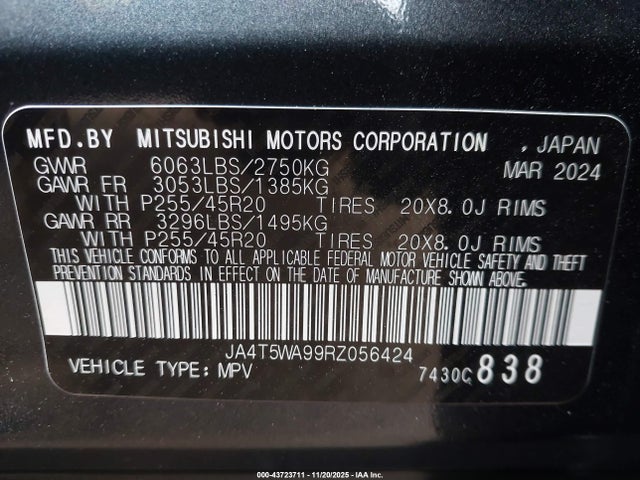 MFD.BY MITSUBISHI MOTORS CORPORATION . JAPAN
GVWR 6063LBS/2750KG MAR 2024
GAWR FR 3053LBS/1385KG
WITH P255/45R20 TIRES 20X8.0J RIMS
GAWR RR 3296LBS/1495KG
WITH P255/45R20 TIRES 20X8.0J RIMS
THIS VEHICLE CONFORMS TO ALL APPLICABLE FEDERAL MOTOR VEHICLE SAFETY AND THEFT
PREVENTION STANDARDS IN EFFECT ON THE DATE OF MANUFACTURE SHOWN ABOVE.
JA4T5WA99RZ056424
VEHICLE TYPE: MPV 7430C 838
000-43723711 - 11/20/2025 - IAA, Inc.